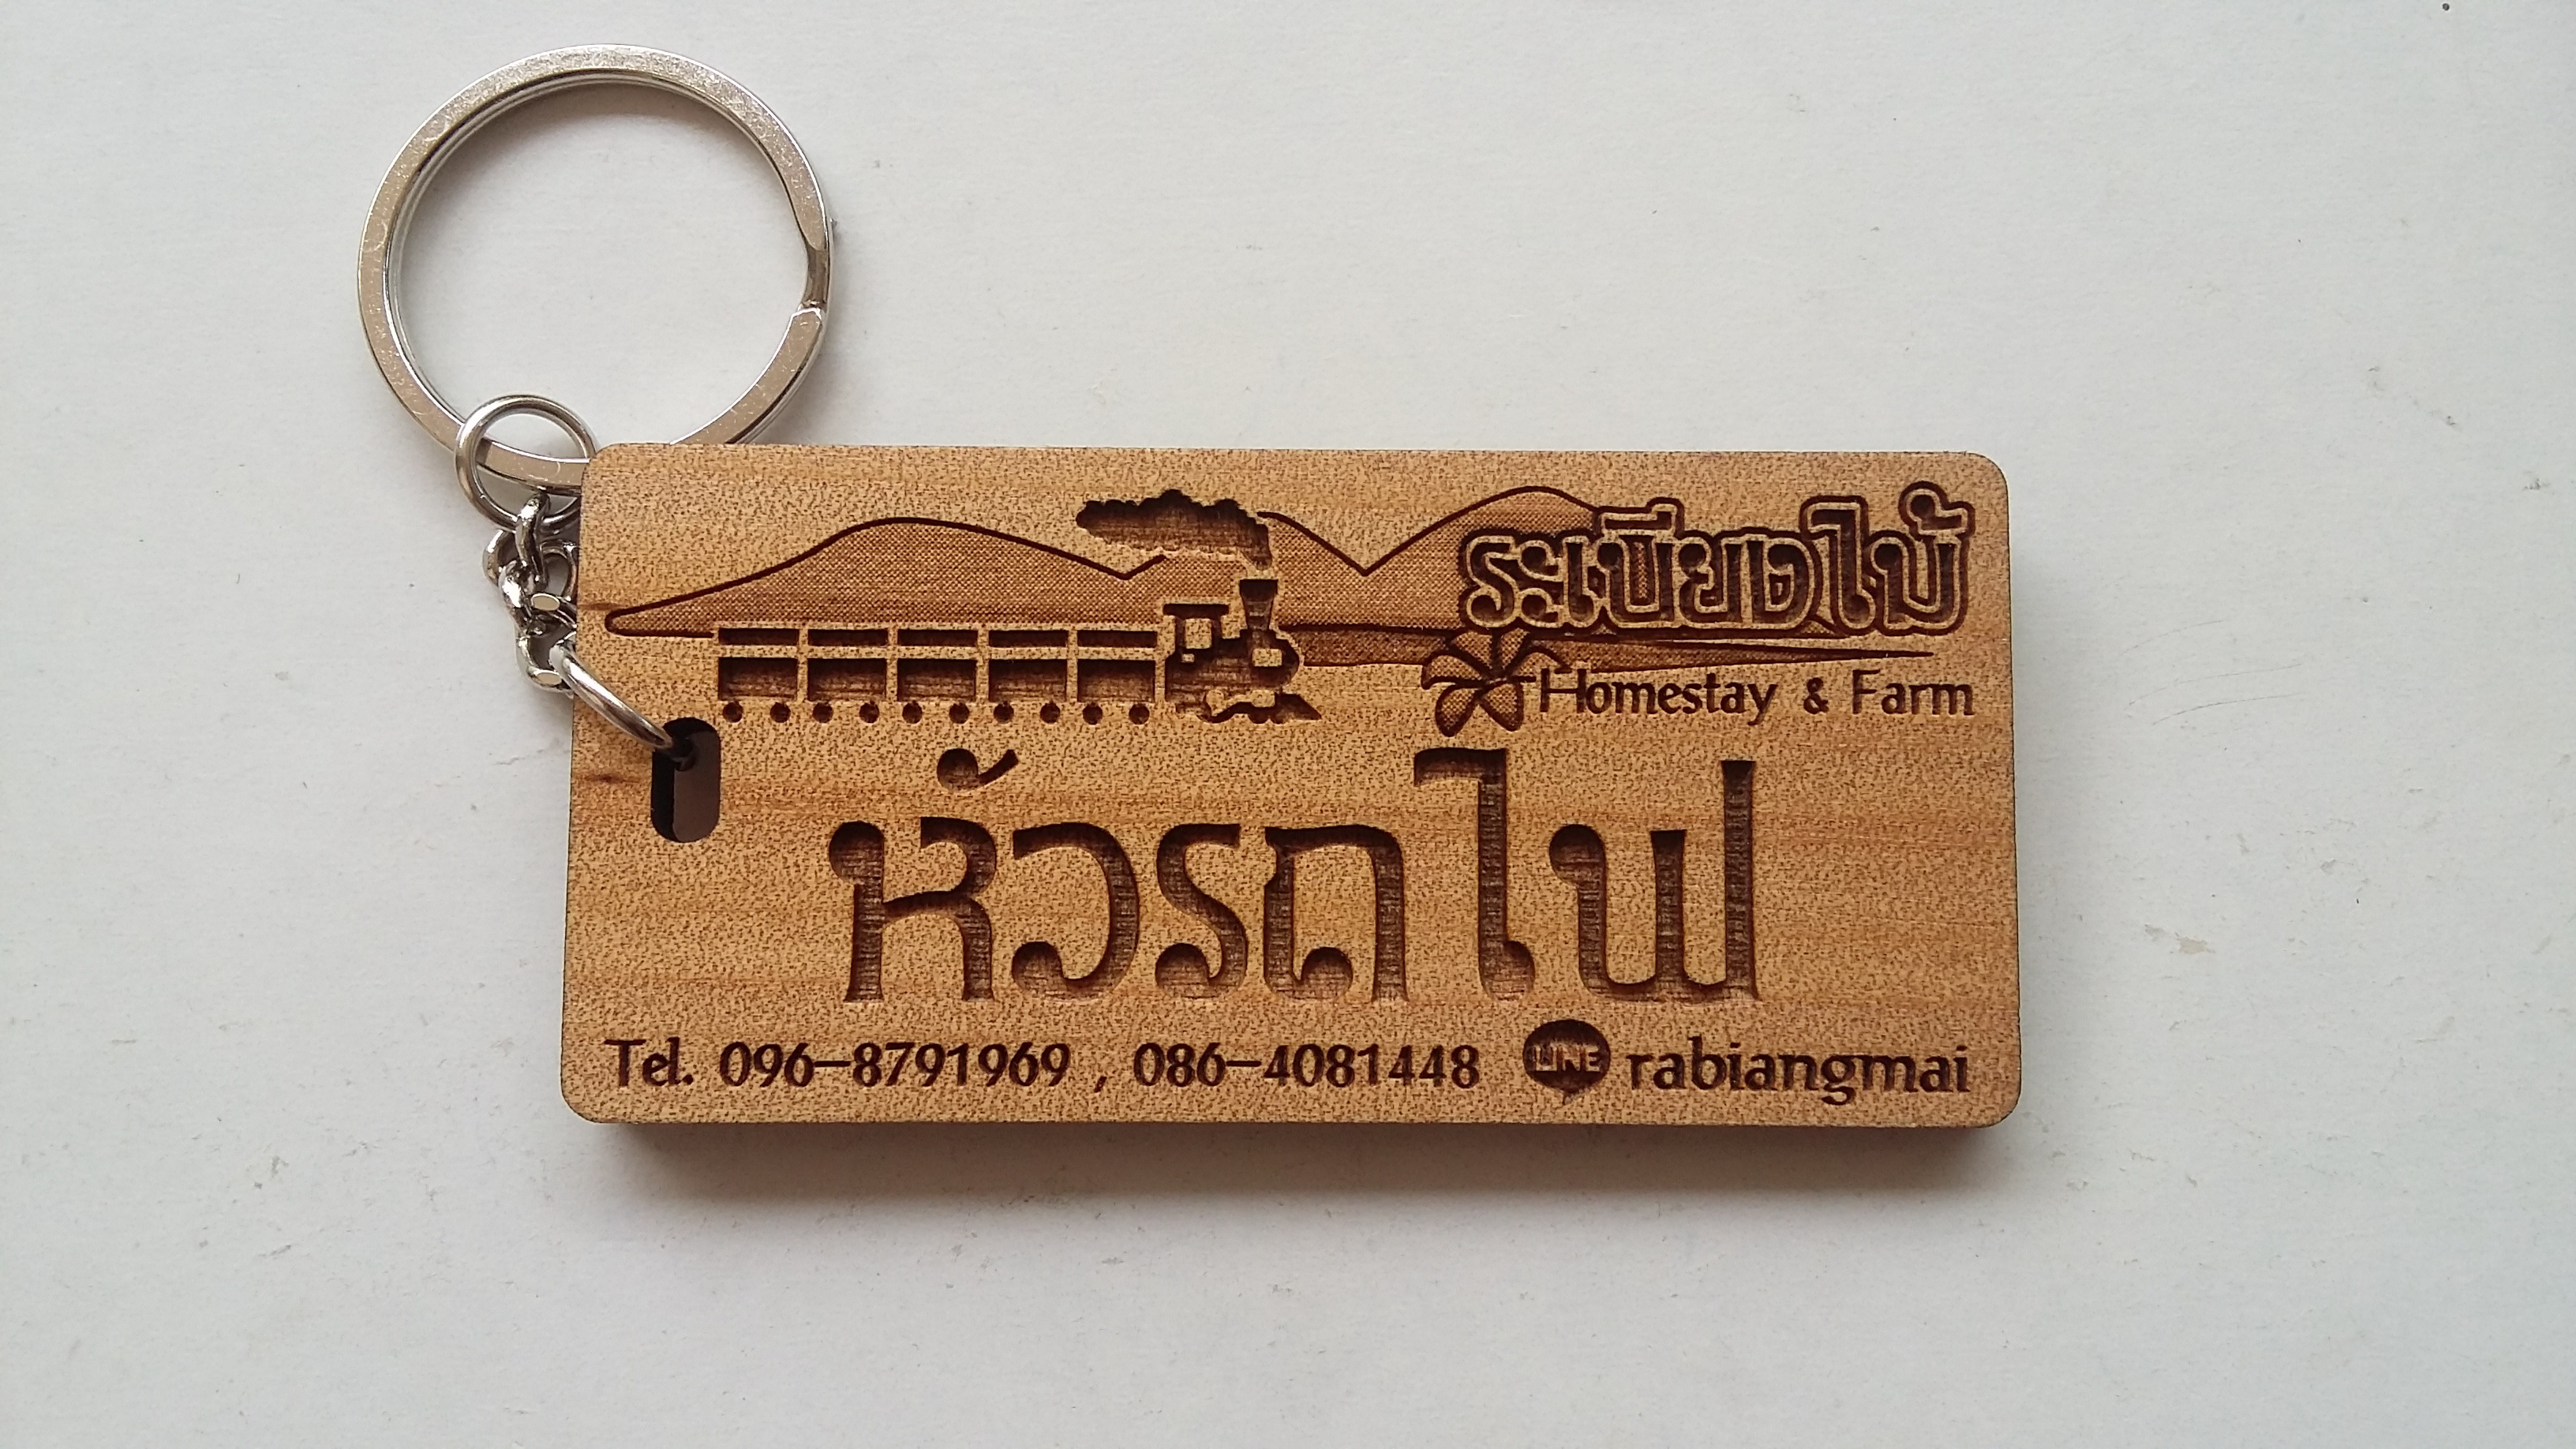 ระเบียงไม้
Homestay & Farm
หัวรถไฟ
Tel. 096-8791969 , 086-4081448 LINE rabiangmai